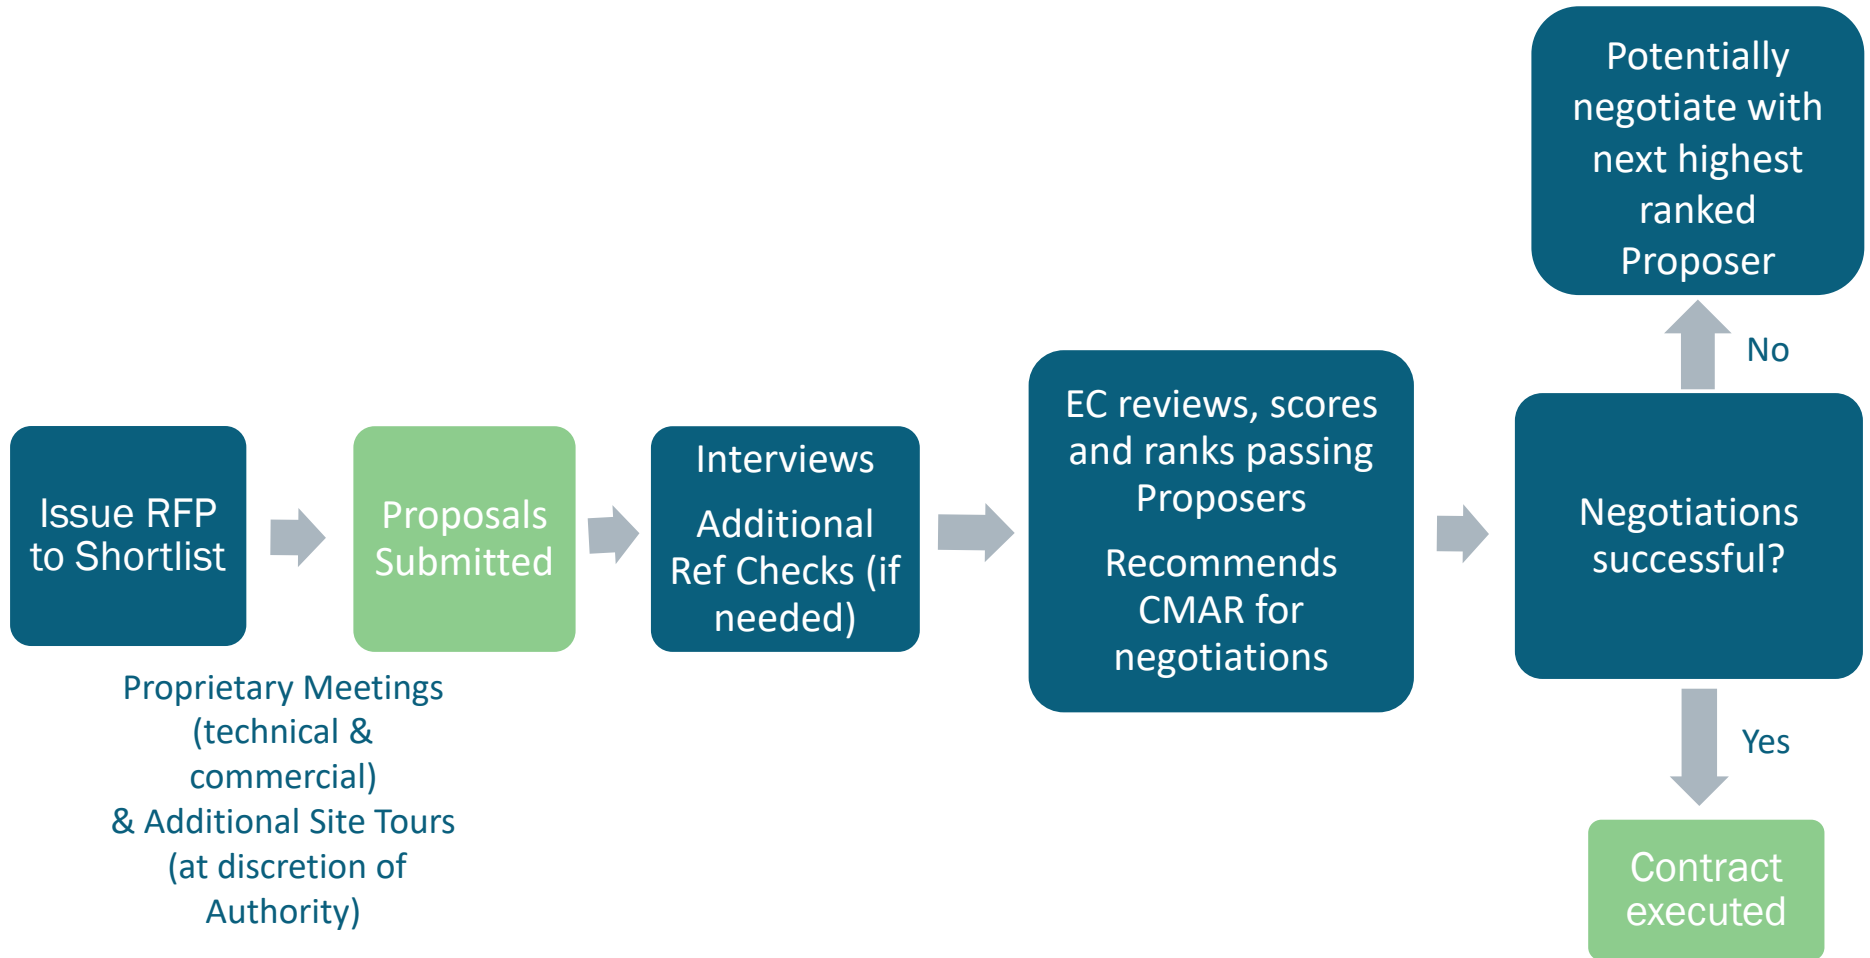 Issue RFP
to Shortlist
Proprietary Meetings
(technical &
commercial)
& Additional Site Tours
(at discretion of
Authority)
Proposals
Submitted
Interviews
Additional
Ref Checks (if
needed)
EC reviews, scores
and ranks passing
Proposers
Recommends
CMAR for
negotiations
Negotiations
successful?
No
Potentially
negotiate with
next highest
ranked
Proposer
Yes
Contract
executed